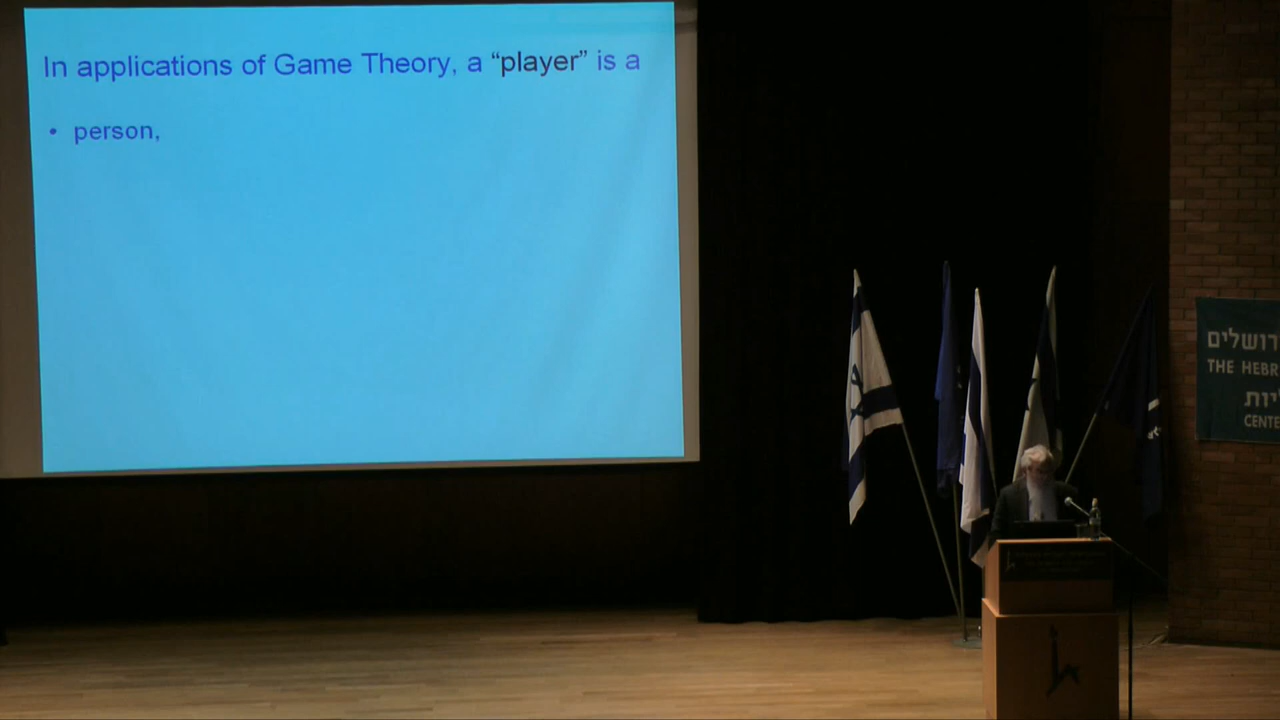 In applications of Game Theory, a “player” is a
• person,
ירושלים
THE HEBR
יות
CENTE